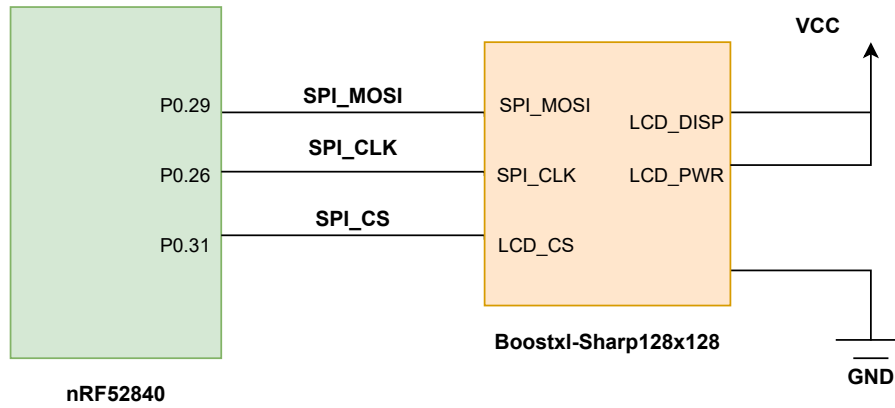 VCC
P0.29
SPI_MOSI
SPI_MOSI
LCD_DISP
P0.26
SPI_CLK
SPI_CLK
LCD_PWR
P0.31
SPI_CS
LCD_CS
Boostxl-Sharp128x128
GND
nRF52840